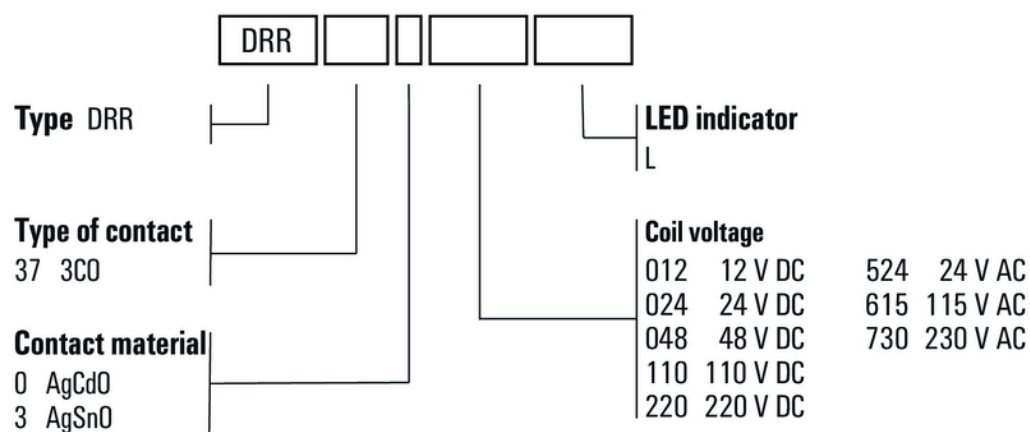 DRR
Type DRR
LED indicator
L
Type of contact
37 3CO
Contact material
0 AgCdO
3 AgSnO
Coil voltage
012 12 V DC 524 24 V AC
024 24 V DC 615 115 V AC
048 48 V DC 730 230 V AC
110 110 V DC
220 220 V DC